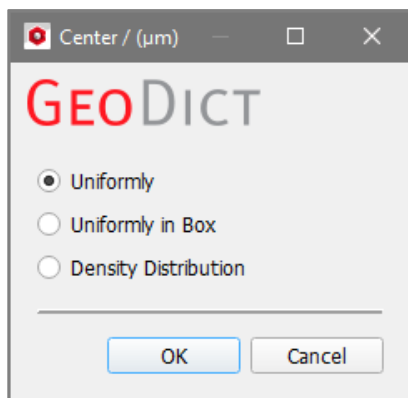 Center / (µm)
GEODICT
Uniformly
Uniformly in Box
Density Distribution
OK
Cancel